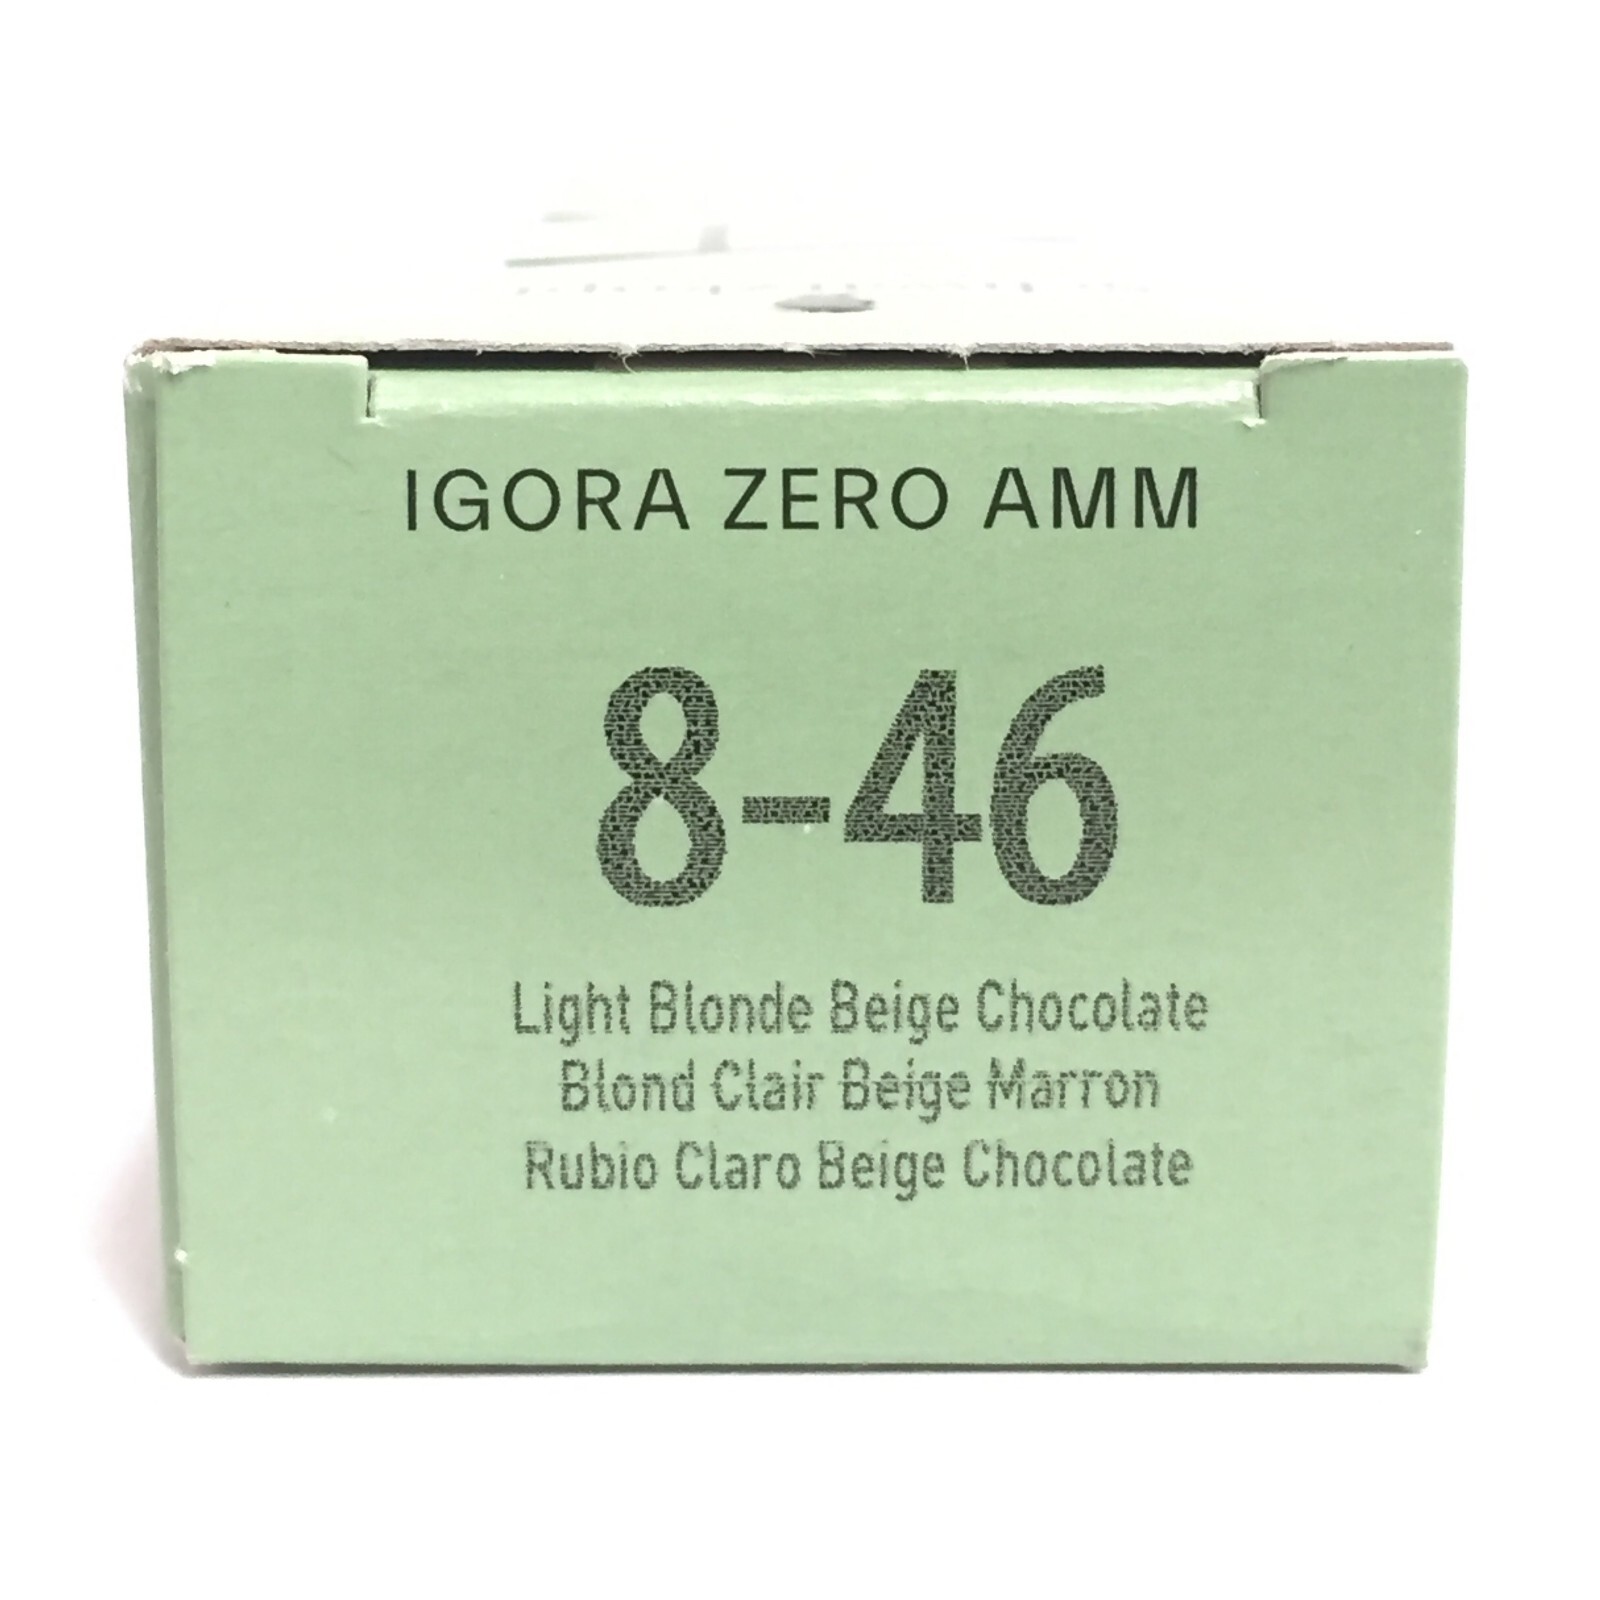 IGORA ZERO AMM
8-46
Light Blonde Beige Chocolate
Blond Clair Beige Marron
Rubio Claro Beige Chocolate